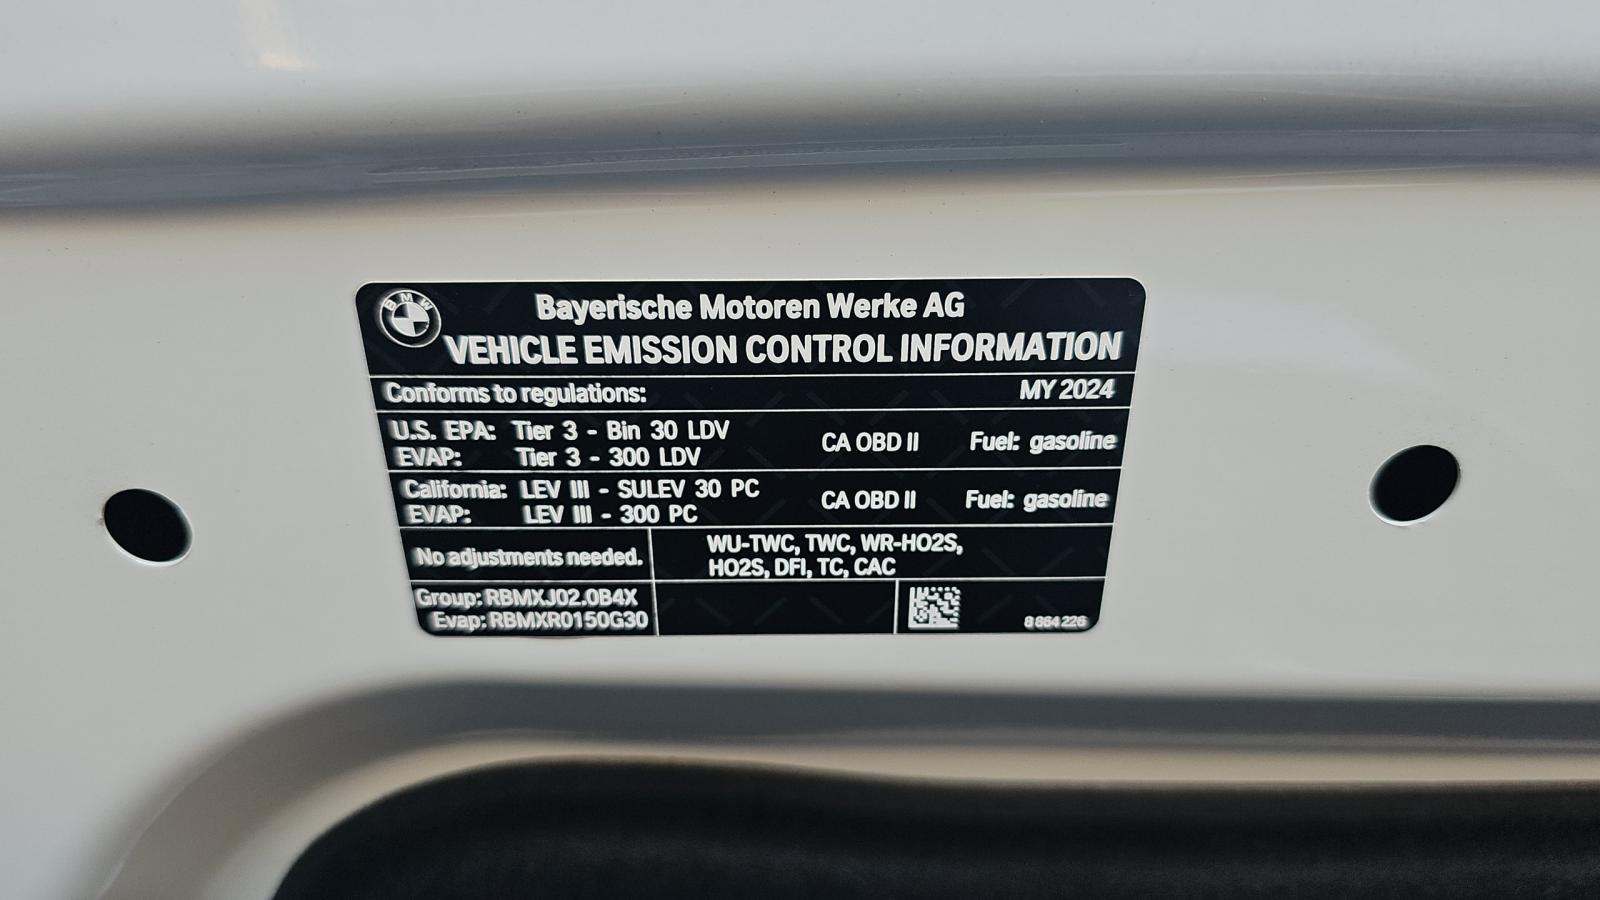 BMW
Bayerische Motoren Werke AG
VEHICLE EMISSION CONTROL INFORMATION
Conforms to regulations: MY 2024
U.S. EPA: Tier 3 - Bin 30 LDV CA OBD II Fuel: gasoline
EVAP: Tier 3 - 300 LDV
California: LEV III - SULEV 30 PC CA OBD II Fuel: gasoline
EVAP: LEV III - 300 PC
No adjustments needed. WU-TWC, TWC, WR-HO2S,
HO2S, DFI, TC, CAC
Group: RBMXJ02.0B4X
Evap: RBMXR0150G30
8 664 226